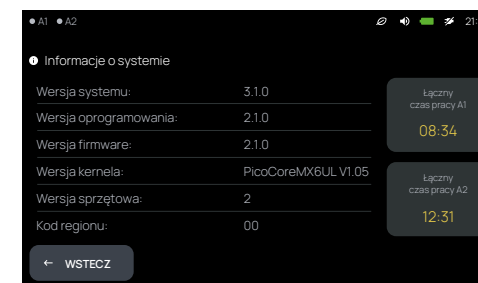 A1 A2 21:
Informacje o systemie
Wersja systemu: 3.1.0
Wersja oprogramowania: 2.1.0
Wersja firmware: 2.1.0
Wersja kernela: PicoCoreMX6UL V1.05
Wersja sprzętowa: 2
Kod regionu: 00
← WSTECZ
Łączny
czas pracy A1
08:34
Łączny
czas pracy A2
12:31